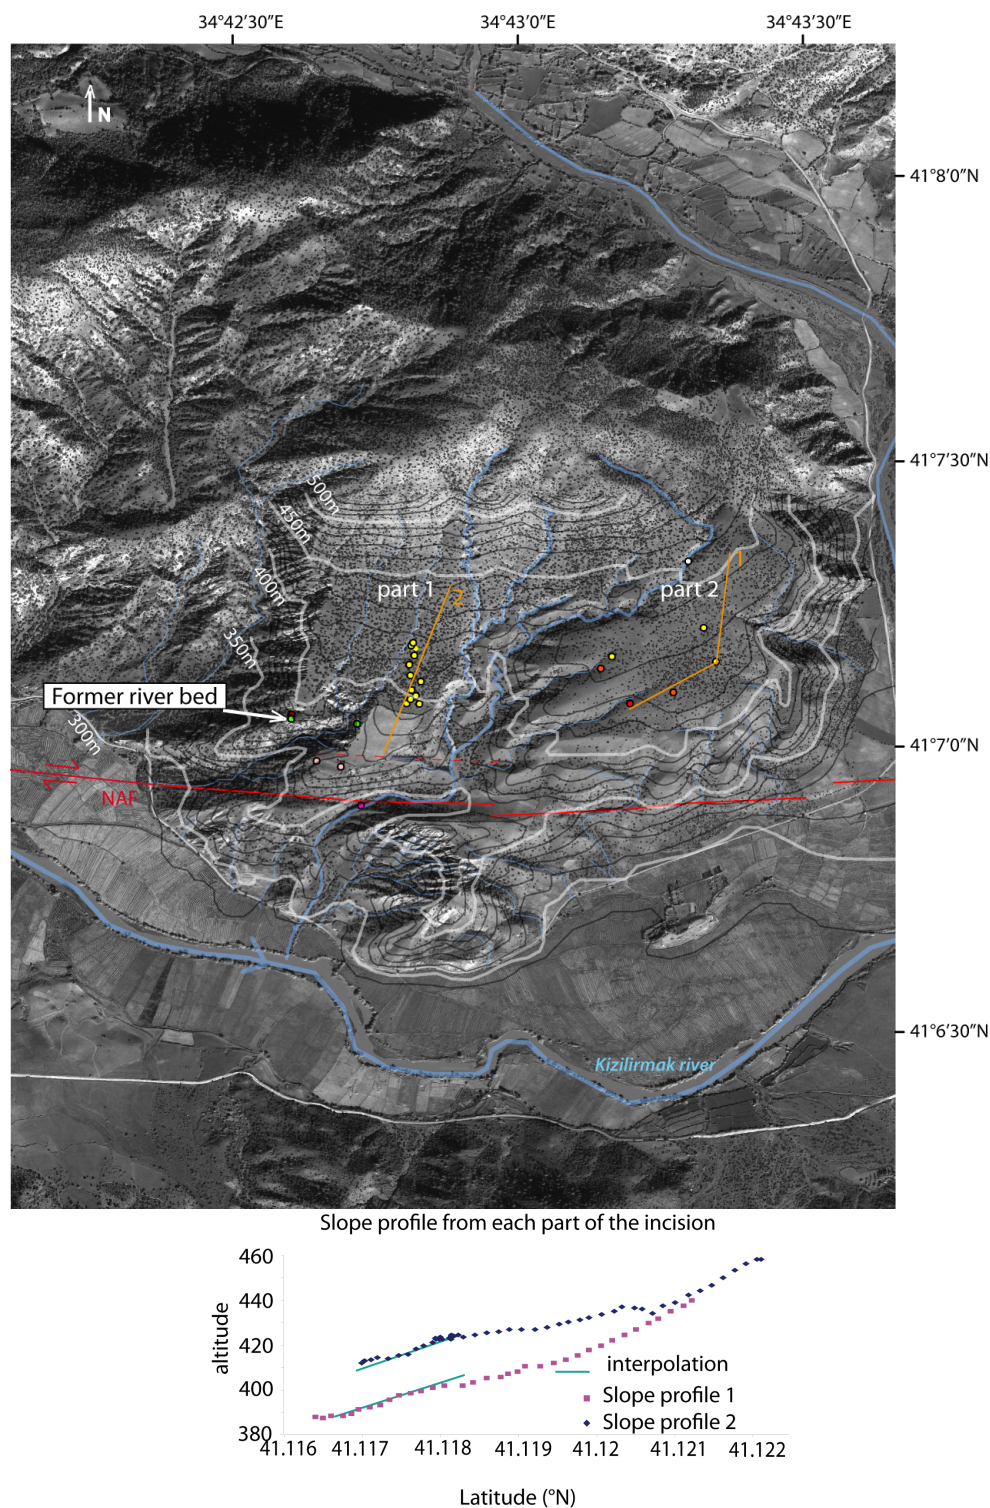 34°42′30″E 34°43′0″E 34°43′30″E
N
41°8′0″N
41°7′30″N
500m
450m
400m
part 1
2
part 2
1
350m
Former river bed
300m
41°7′0″N
NAF
41°6′30″N
Kizilirmak river
Slope profile from each part of the incision
460
440
420
400
380
altitude
interpolation
Slope profile 1
Slope profile 2
41.116 41.117 41.118 41.119 41.12 41.121 41.122
Latitude (°N)